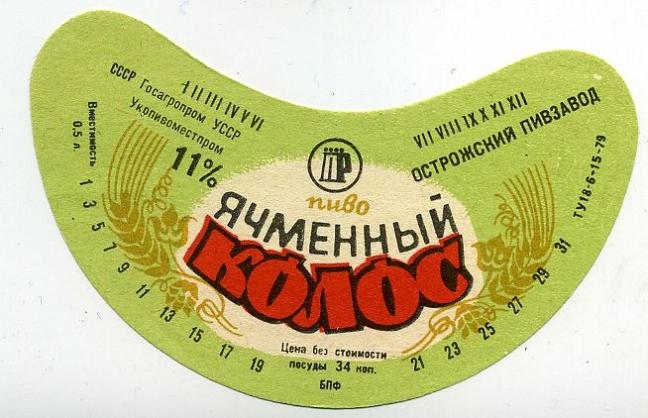 СССР Госагропром УССР
Укопивоместпром
I II III IV V VI
11%
Вместимость
0,5 л.
VII VIII IX X XI XII
ОСТРОЖСКИЙ ПИВЗАВОД
ТУ18-6-15-79
пиво
ЯЧМЕННЫЙ
КОЛОС
1 3 5 7 9 11 13 15 17 19
21 23 25 27 29 31
Цена без стоимости
посуды 34 коп.
БПФ